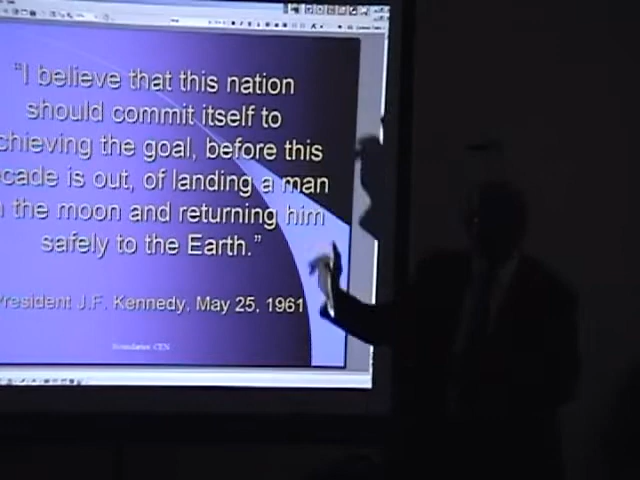 "I believe that this nation
should commit itself to
chieving the goal, before this
cade is out, of landing a man
n the moon and returning him
safely to the Earth."
President J.F. Kennedy, May 25, 1961